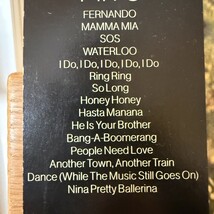 FERNANDO
MAMMA MIA
SOS
WATERLOO
I Do, I Do, I Do, I Do, I Do
Ring Ring
So Long
Honey Honey
Hasta Manana
He Is Your Brother
Bang-A-Boomerang
People Need Love
Another Town, Another Train
Dance (While The Music Still Goes On)
Nina Pretty Ballerina